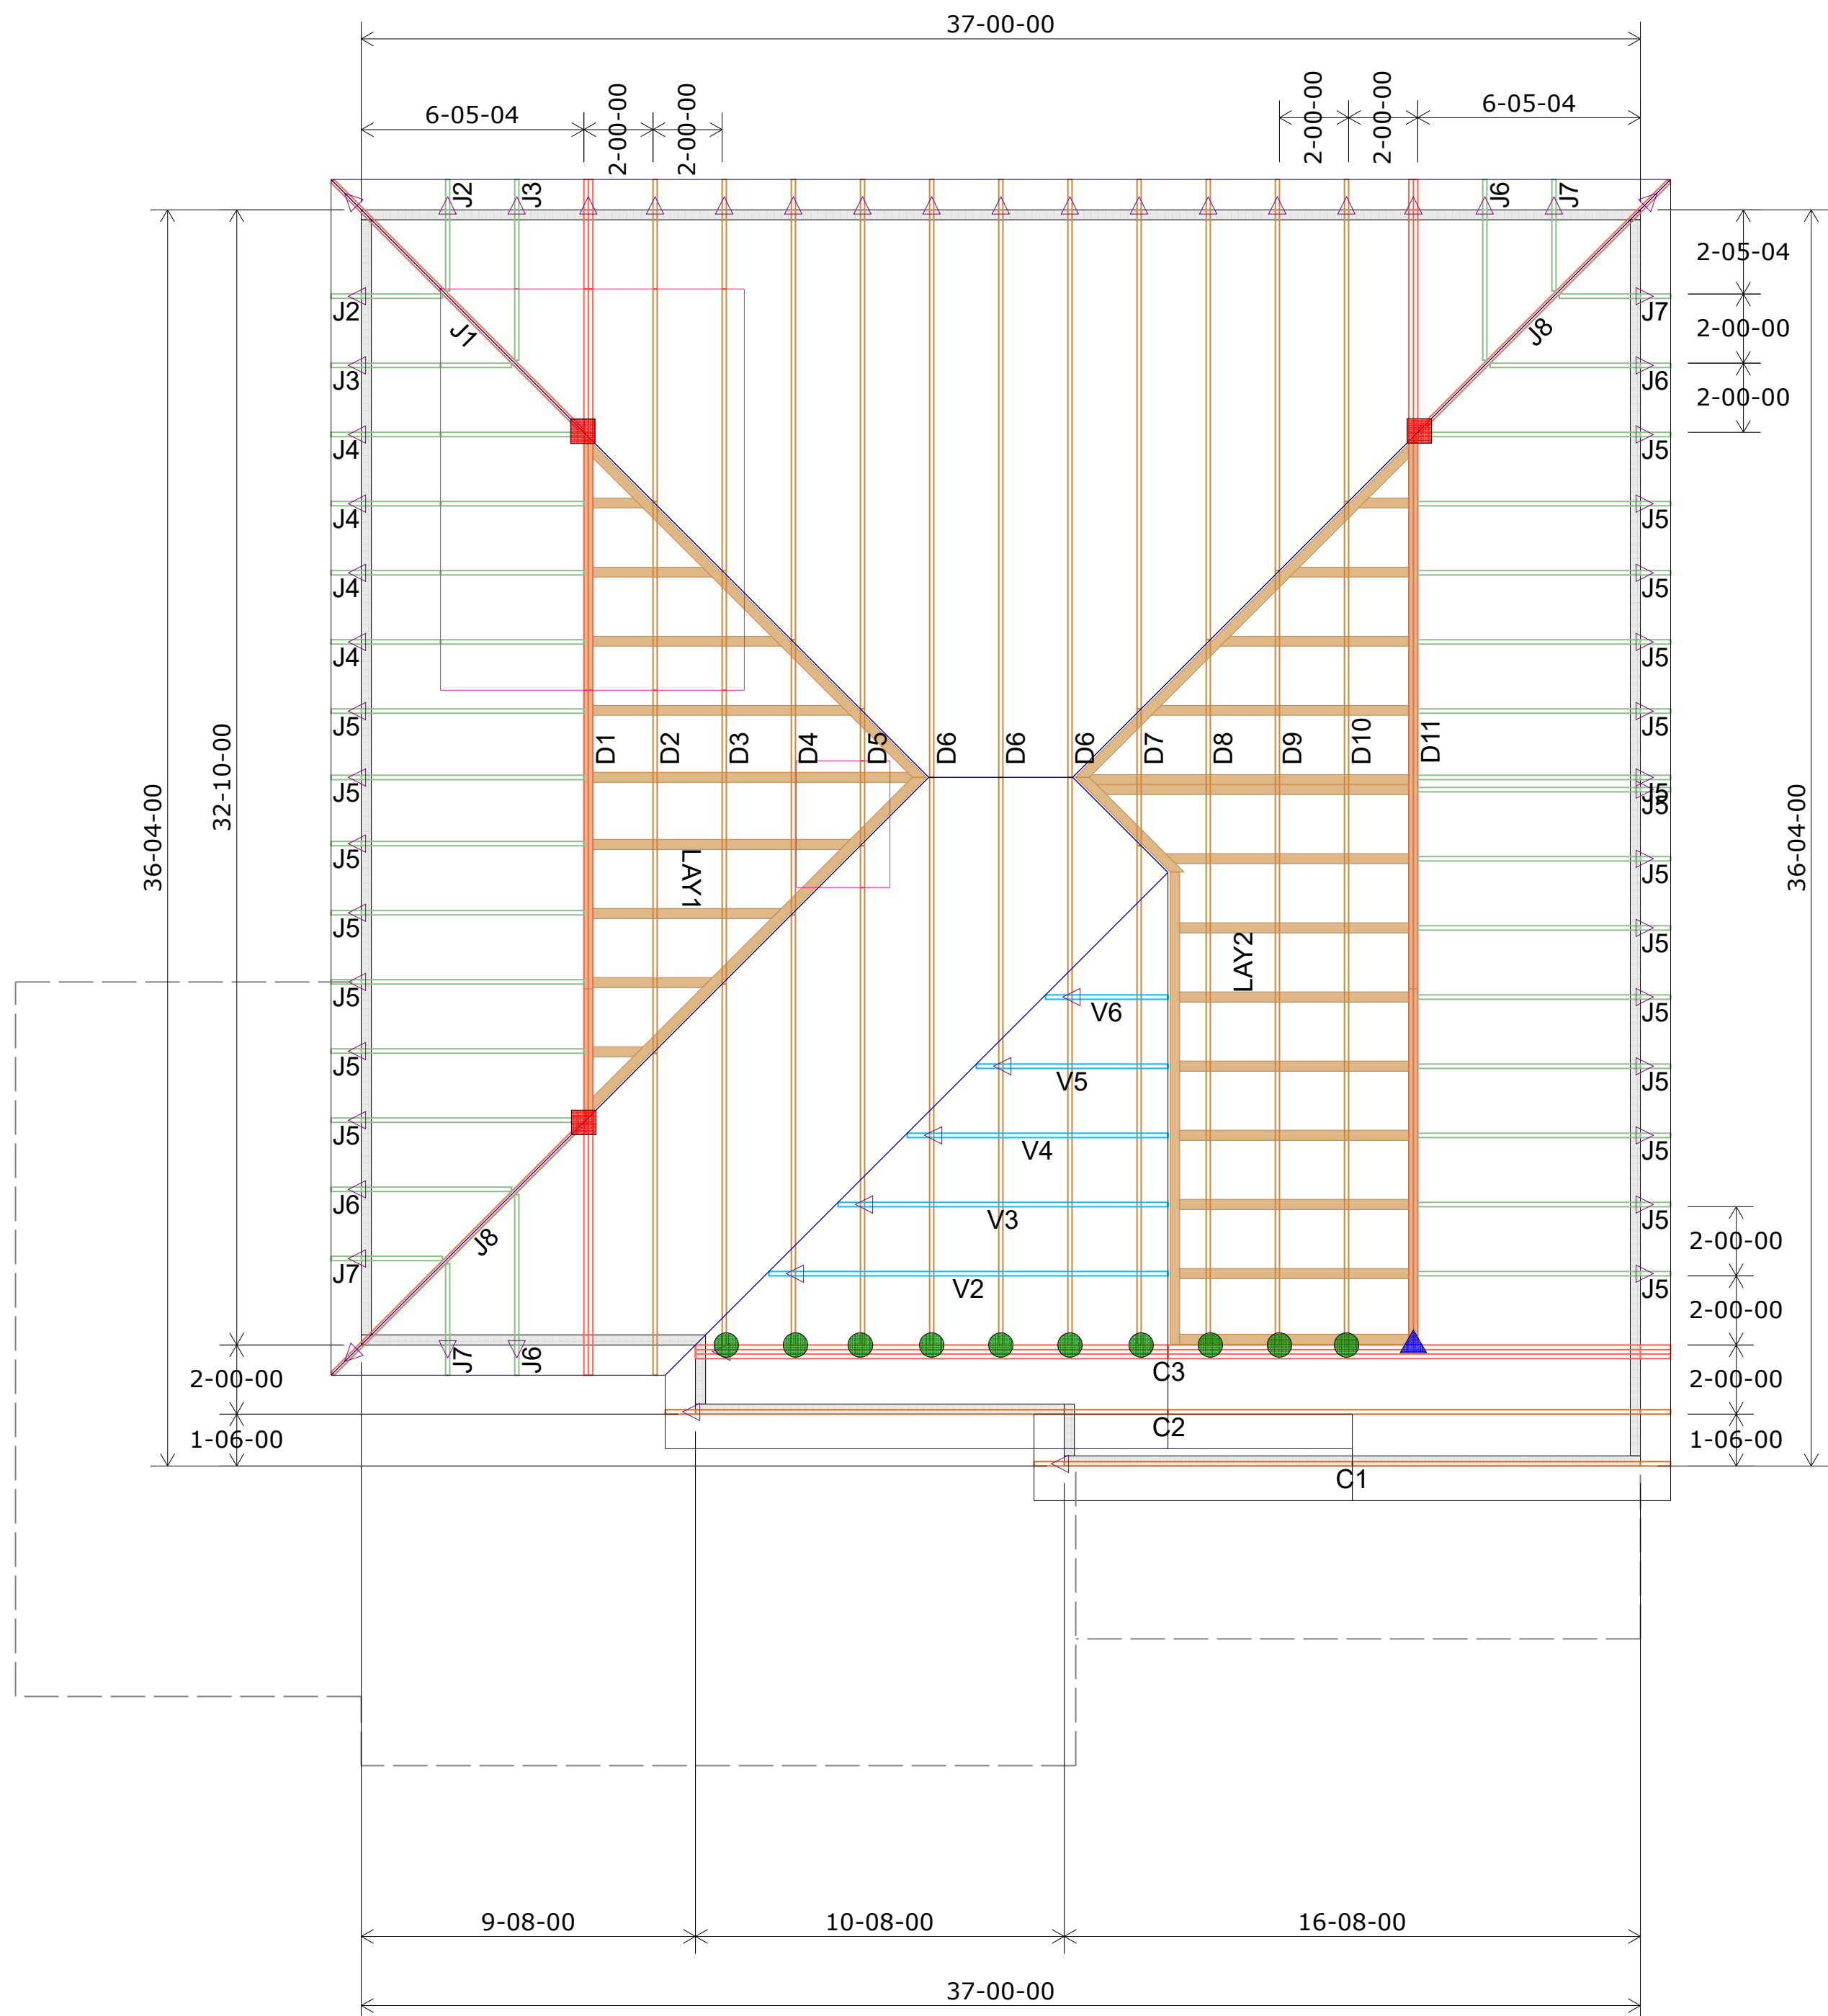 37-00-00
6-05-04
2-00-00
2-00-00
2-00-00
2-00-00
6-05-04
J2
J3
J6
J7
2-05-04
J2
J1
J8
J7
2-00-00
J3
J6
2-00-00
J4
J5
J4
J5
J4
J5
J4
J5
J5
D1
D2
D3
D4
D5
D6
D6
D6
D7
D8
D9
D10
D11
J5
36-04-00
32-10-00
J5
J5
J5
36-04-00
J5
LAY1
J5
J5
LAY2
J5
J5
V6
J5
J5
V5
J5
J5
V4
J5
J6
J8
V3
J5
2-00-00
J7
V2
J5
2-00-00
J7
J6
C3
2-00-00
2-00-00
C2
1-06-00
1-06-00
C1
9-08-00
10-08-00
16-08-00
37-00-00